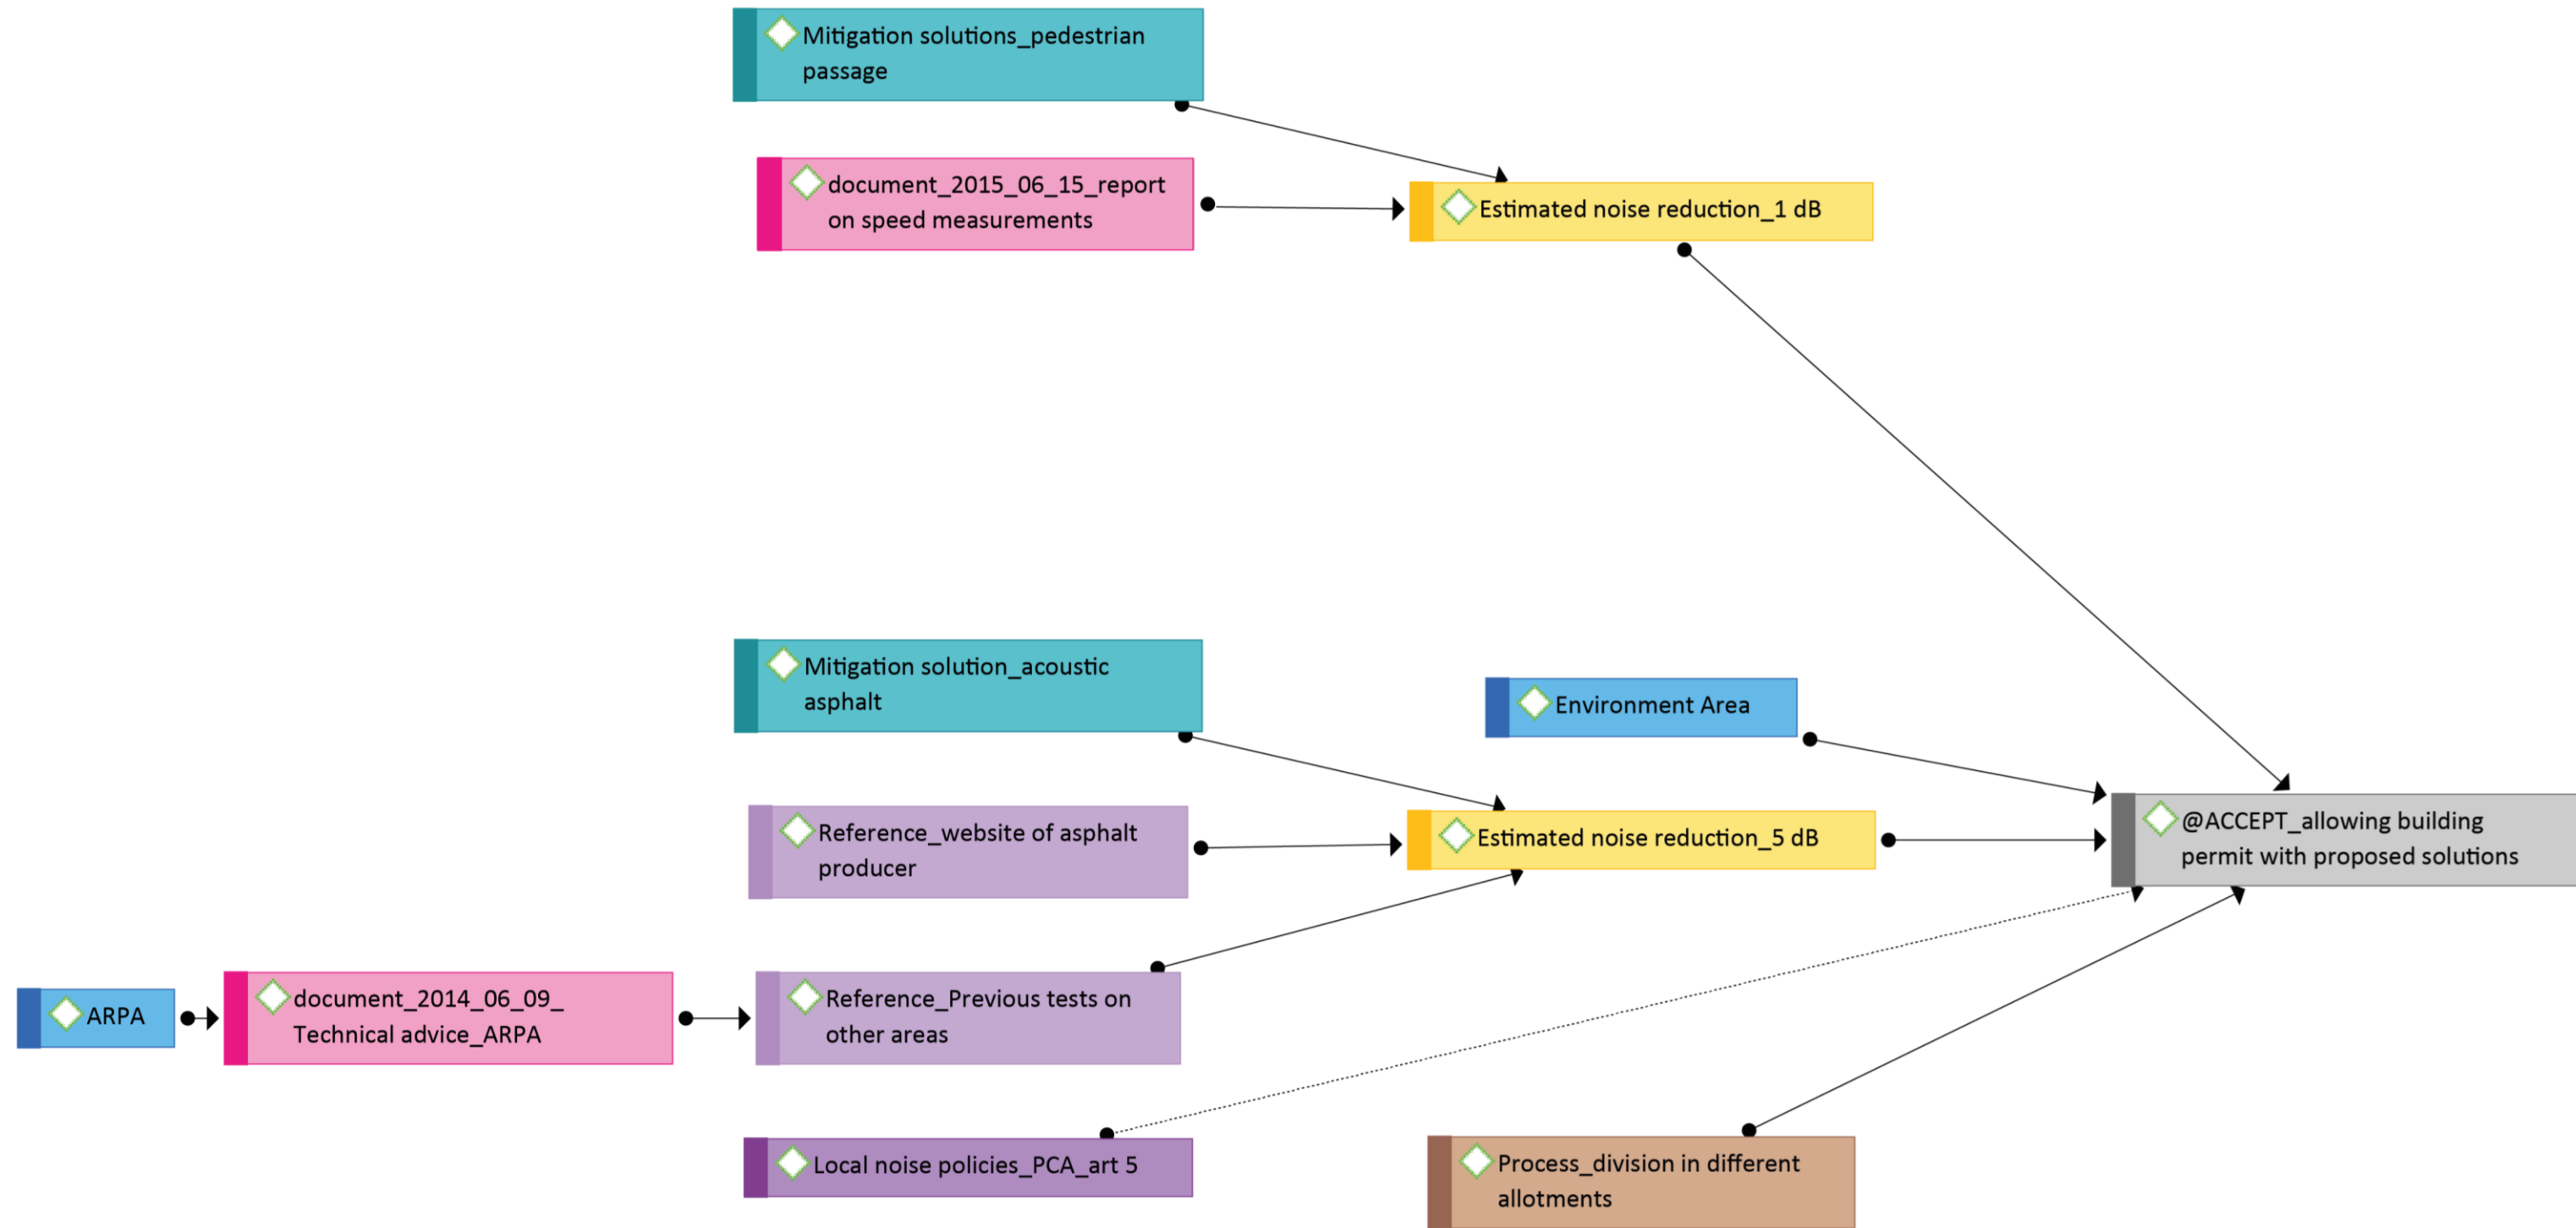 Mitigation solutions_pedestrian
passage
document_2015_06_15_report
on speed measurements
Estimated noise reduction_1 dB
Mitigation solution_acoustic
asphalt
Environment Area
Reference_website of asphalt
producer
Estimated noise reduction_5 dB
@ACCEPT_allowing building
permit with proposed solutions
ARPA
document_2014_06_09_
Technical advice_ARPA
Reference_Previous tests on
other areas
Local noise policies_PCA_art 5
Process_division in different
allotments